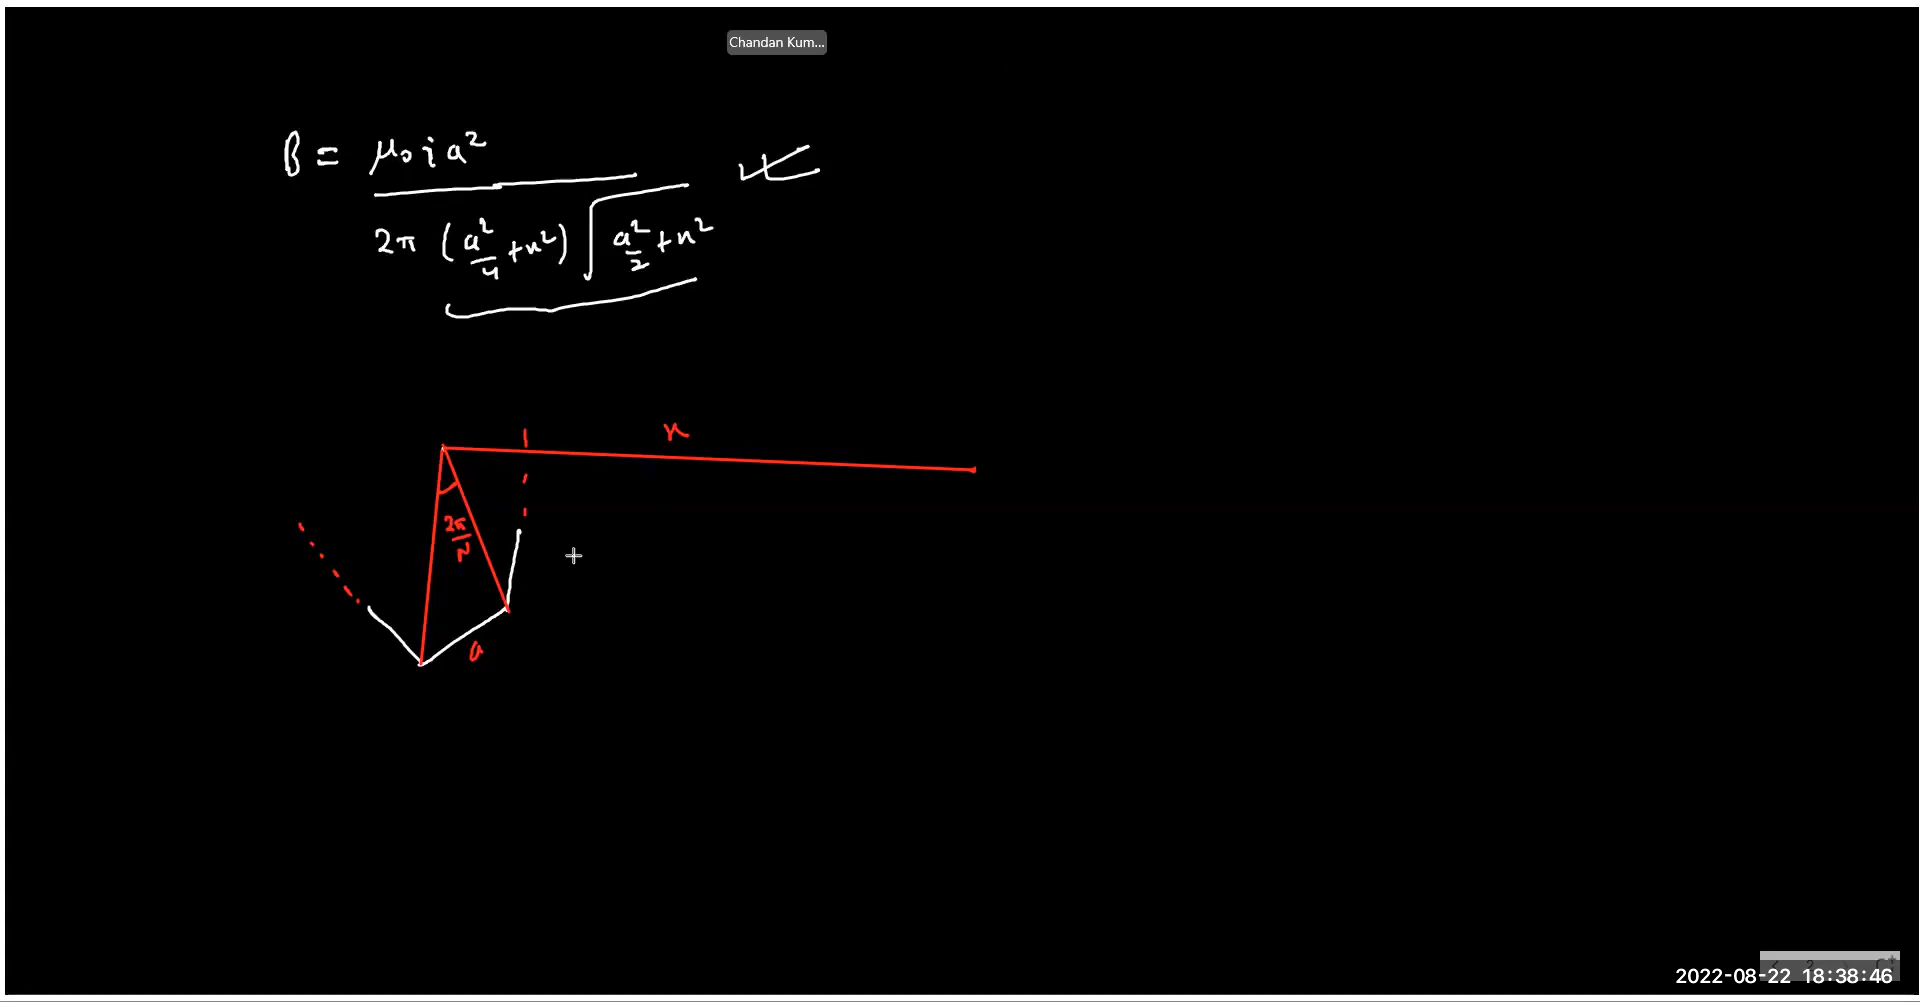 Chandan Kum...
B = μ₀ i a²
2π (a²/4 + x²) √(a²/2 + x²)
x
2π/N
a
2022-08-22 18:38:46